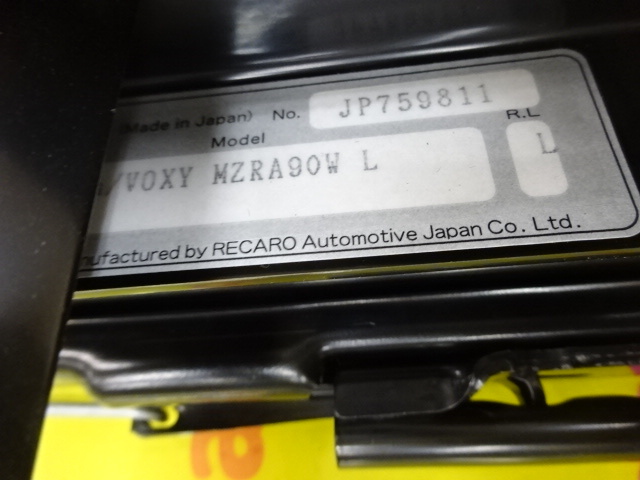 (Made in Japan) No. JP759811
Model R.L
/VOXY MZRA90W L L
nufactured by RECARO Automotive Japan Co. Ltd.